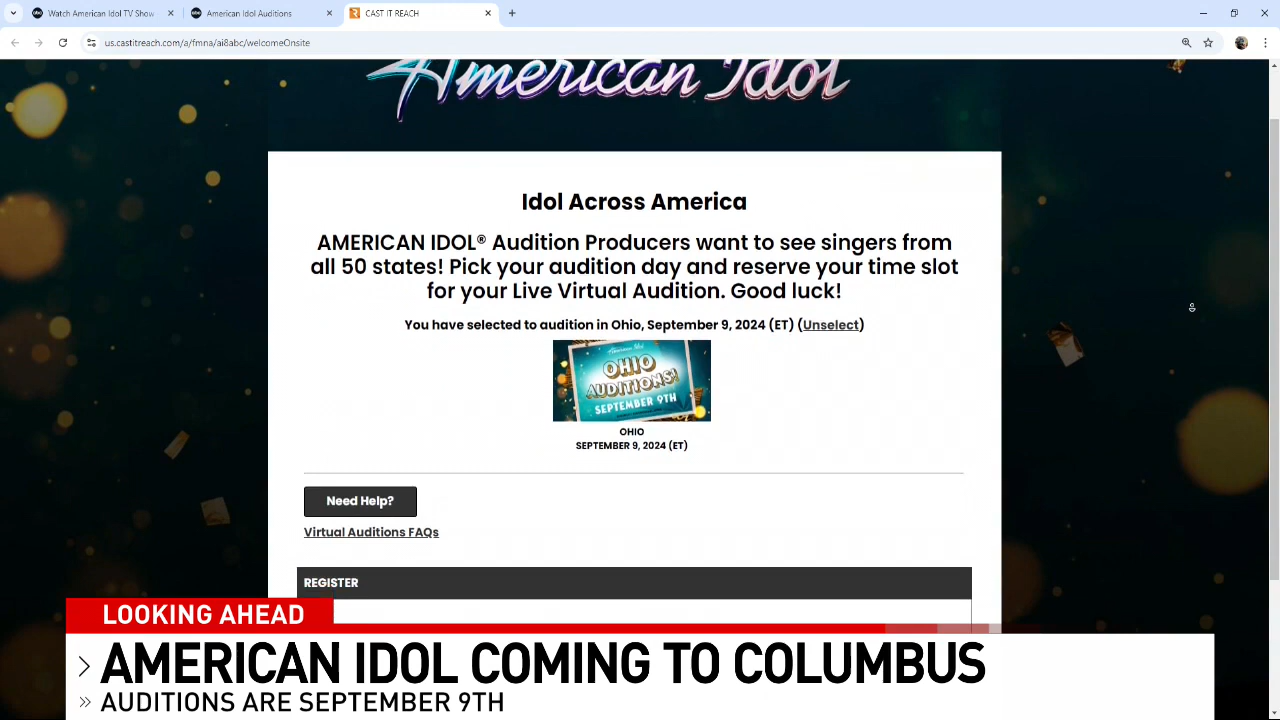 Watch American Idol TV Show
American Idol Auditions
CAST IT REACH
us.castitreach.com/a/fmna/ai8abc/welcomeOnsite
American Idol
Idol Across America
AMERICAN IDOL® Audition Producers want to see singers from
all 50 states! Pick your audition day and reserve your time slot
for your Live Virtual Audition. Good luck!
You have selected to audition in Ohio, September 9, 2024 (ET) (Unselect)
American Idol
OHIO
AUDITIONS!
SEPTEMBER 9TH
OHIO
SEPTEMBER 9, 2024 (ET)
Need Help?
Virtual Auditions FAQs
REGISTER
LOOKING AHEAD
AMERICAN IDOL COMING TO COLUMBUS
AUDITIONS ARE SEPTEMBER 9TH